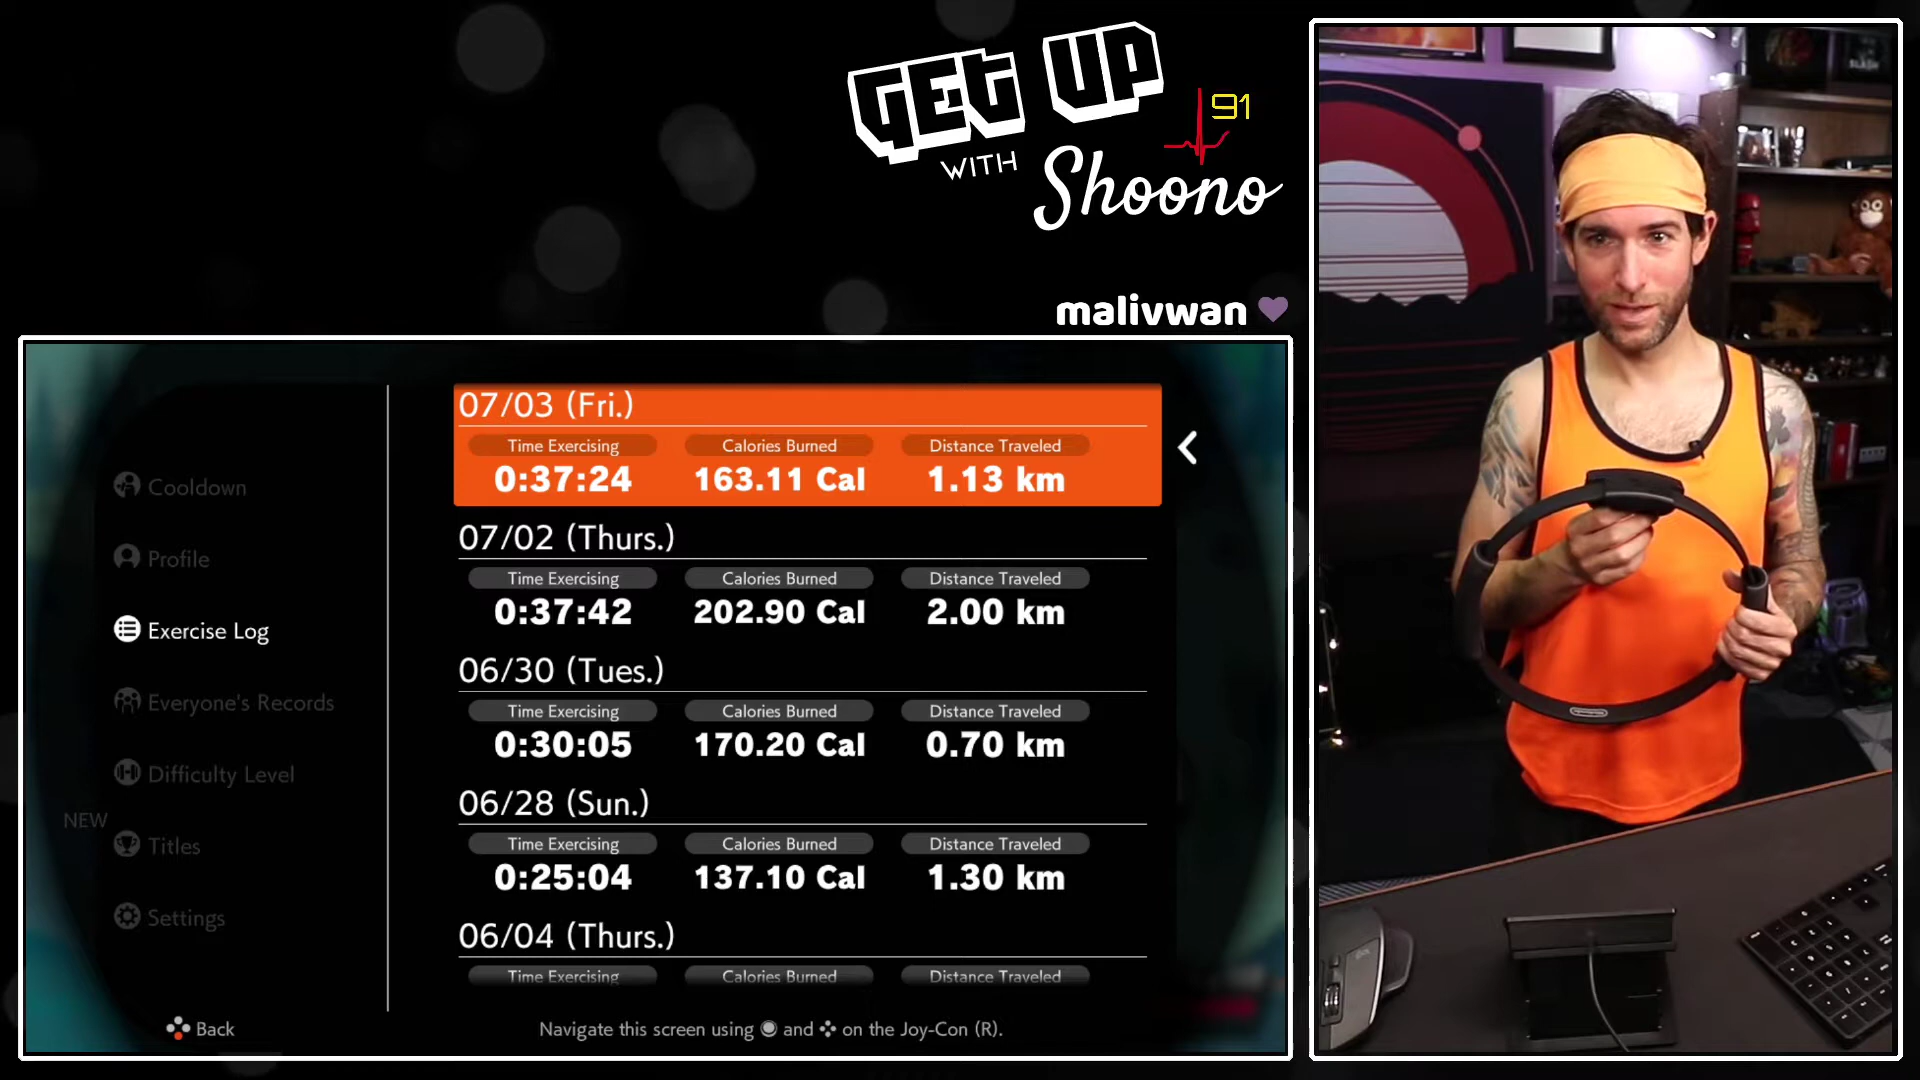 GET UP
91
WITH Shoono
malivwan
07/03 (Fri.)
Time Exercising Calories Burned Distance Traveled
0:37:24 163.11 Cal 1.13 km
07/02 (Thurs.)
Time Exercising Calories Burned Distance Traveled
0:37:42 202.90 Cal 2.00 km
06/30 (Tues.)
Time Exercising Calories Burned Distance Traveled
0:30:05 170.20 Cal 0.70 km
06/28 (Sun.)
Time Exercising Calories Burned Distance Traveled
0:25:04 137.10 Cal 1.30 km
06/04 (Thurs.)
Time Exercising Calories Burned Distance Traveled
Cooldown
Profile
Exercise Log
Everyone's Records
Difficulty Level
NEW
Titles
Settings
Back
Navigate this screen using and on the Joy-Con (R).
SLASH